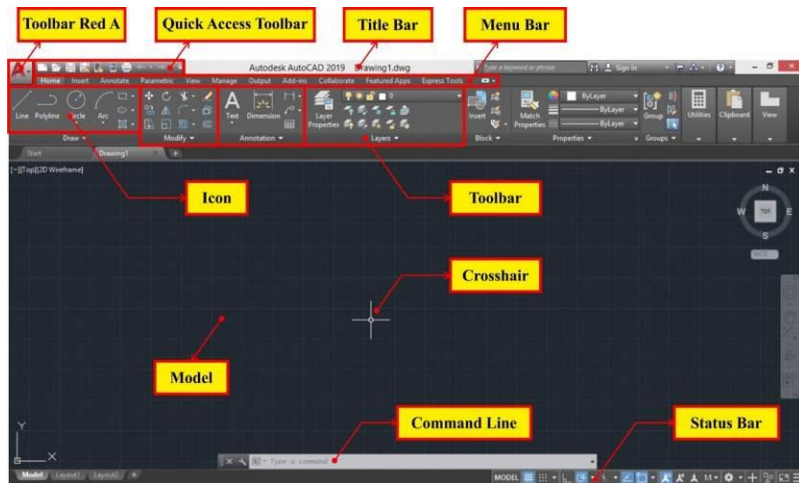 Toolbar Red A
Quick Access Toolbar
Title Bar
Menu Bar
Autodesk AutoCAD 2019 Drawing1.dwg
Type a keyword or phrase
Sign In
Home Insert Annotate Parametric View Manage Output Add-ins Collaborate Featured Apps Express Tools
Line Polyline Circle Arc
Text Dimension
Layer Properties
0
Insert
Match Properties
ByLayer
ByLayer
ByLayer
Group
Utilities
Clipboard
View
Draw Modify Annotation Layers Block Properties Groups
Start Drawing1
[-][Top][2D Wireframe]
N
W TOP E
S
WCS
Icon
Toolbar
Crosshair
Model
Command Line
Status Bar
Y
X
Type a command
Model Layout1 Layout2 +
MODEL 1:1